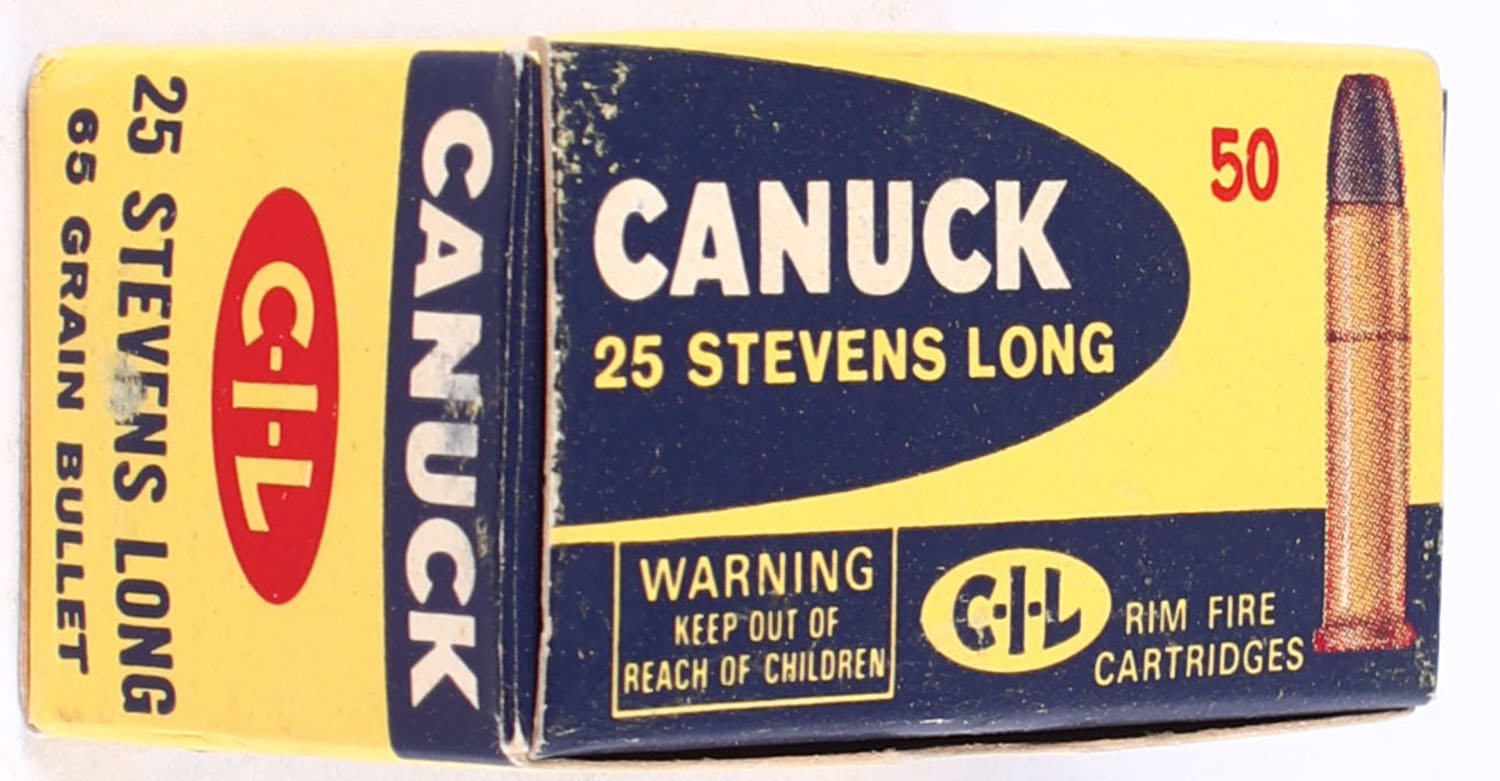 CANUCK
25 STEVENS LONG
50
WARNING
KEEP OUT OF
REACH OF CHILDREN
C-I-L
RIM FIRE
CARTRIDGES
CANUCK
C-I-L
25 STEVENS LONG
65 GRAIN BULLET